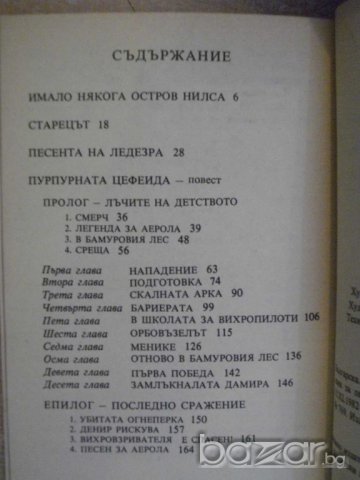 СЪДЪРЖАНИЕ
ИМАЛО НЯКОГА ОСТРОВ НИЛСА 6
СТАРЕЦЪТ 18
ПЕСЕНТА НА ЛЕДЕЗРА 28
ПУРПУРНАТА ЦЕФЕИДА – повест
ПРОЛОГ – ЛЪЧИТЕ НА ДЕТСТВОТО
1. СМЕРЧ 36
2. ЛЕГЕНДА ЗА АЕРОЛА 39
3. В БАМУРОВИЯ ЛЕС 48
4. СРЕЩА 56
Първа глава НАПАДЕНИЕ 63
Втора глава ПОДГОТОВКА 74
Трета глава СКАЛНАТА АРКА 90
Четвърта глава БАРИЕРАТА 99
Пета глава В ШКОЛАТА ЗА ВИХРОПИЛОТИ 106
Шеста глава ОРБОВЪЗЕЛЪТ 115
Седма глава МЕНИКЕ 126
Осма глава ОТНОВО В БАМУРОВИЯ ЛЕС 136
Девета глава ПЪРВА ПОБЕДА 142
Десета глава ЗАМЛЪКНАЛАТА ДАМИРА 146
ЕПИЛОГ – ПОСЛЕДНО СРАЖЕНИЕ
1. УБИТАТА ОГНЕПЕРКА 150
2. ДЕНИР РИСКУВА 157
3. ВИХРОВЗРИВАТЕЛЯ Е СПАСЕН! 161
4. ПЕСЕН ЗА АЕРОЛА 164
bazar.bg